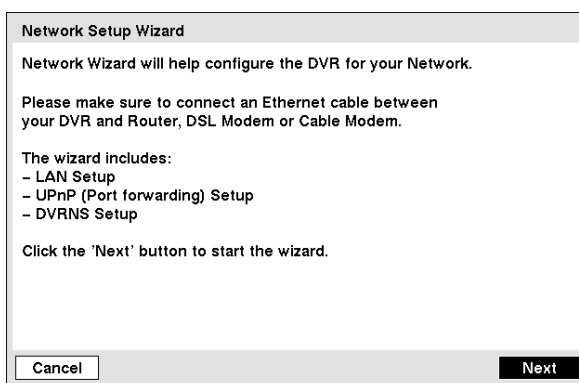 Network Setup Wizard
Network Wizard will help configure the DVR for your Network.
Please make sure to connect an Ethernet cable between
your DVR and Router, DSL Modem or Cable Modem.
The wizard includes:
– LAN Setup
– UPnP (Port forwarding) Setup
– DVRNS Setup
Click the 'Next' button to start the wizard.
Cancel
Next